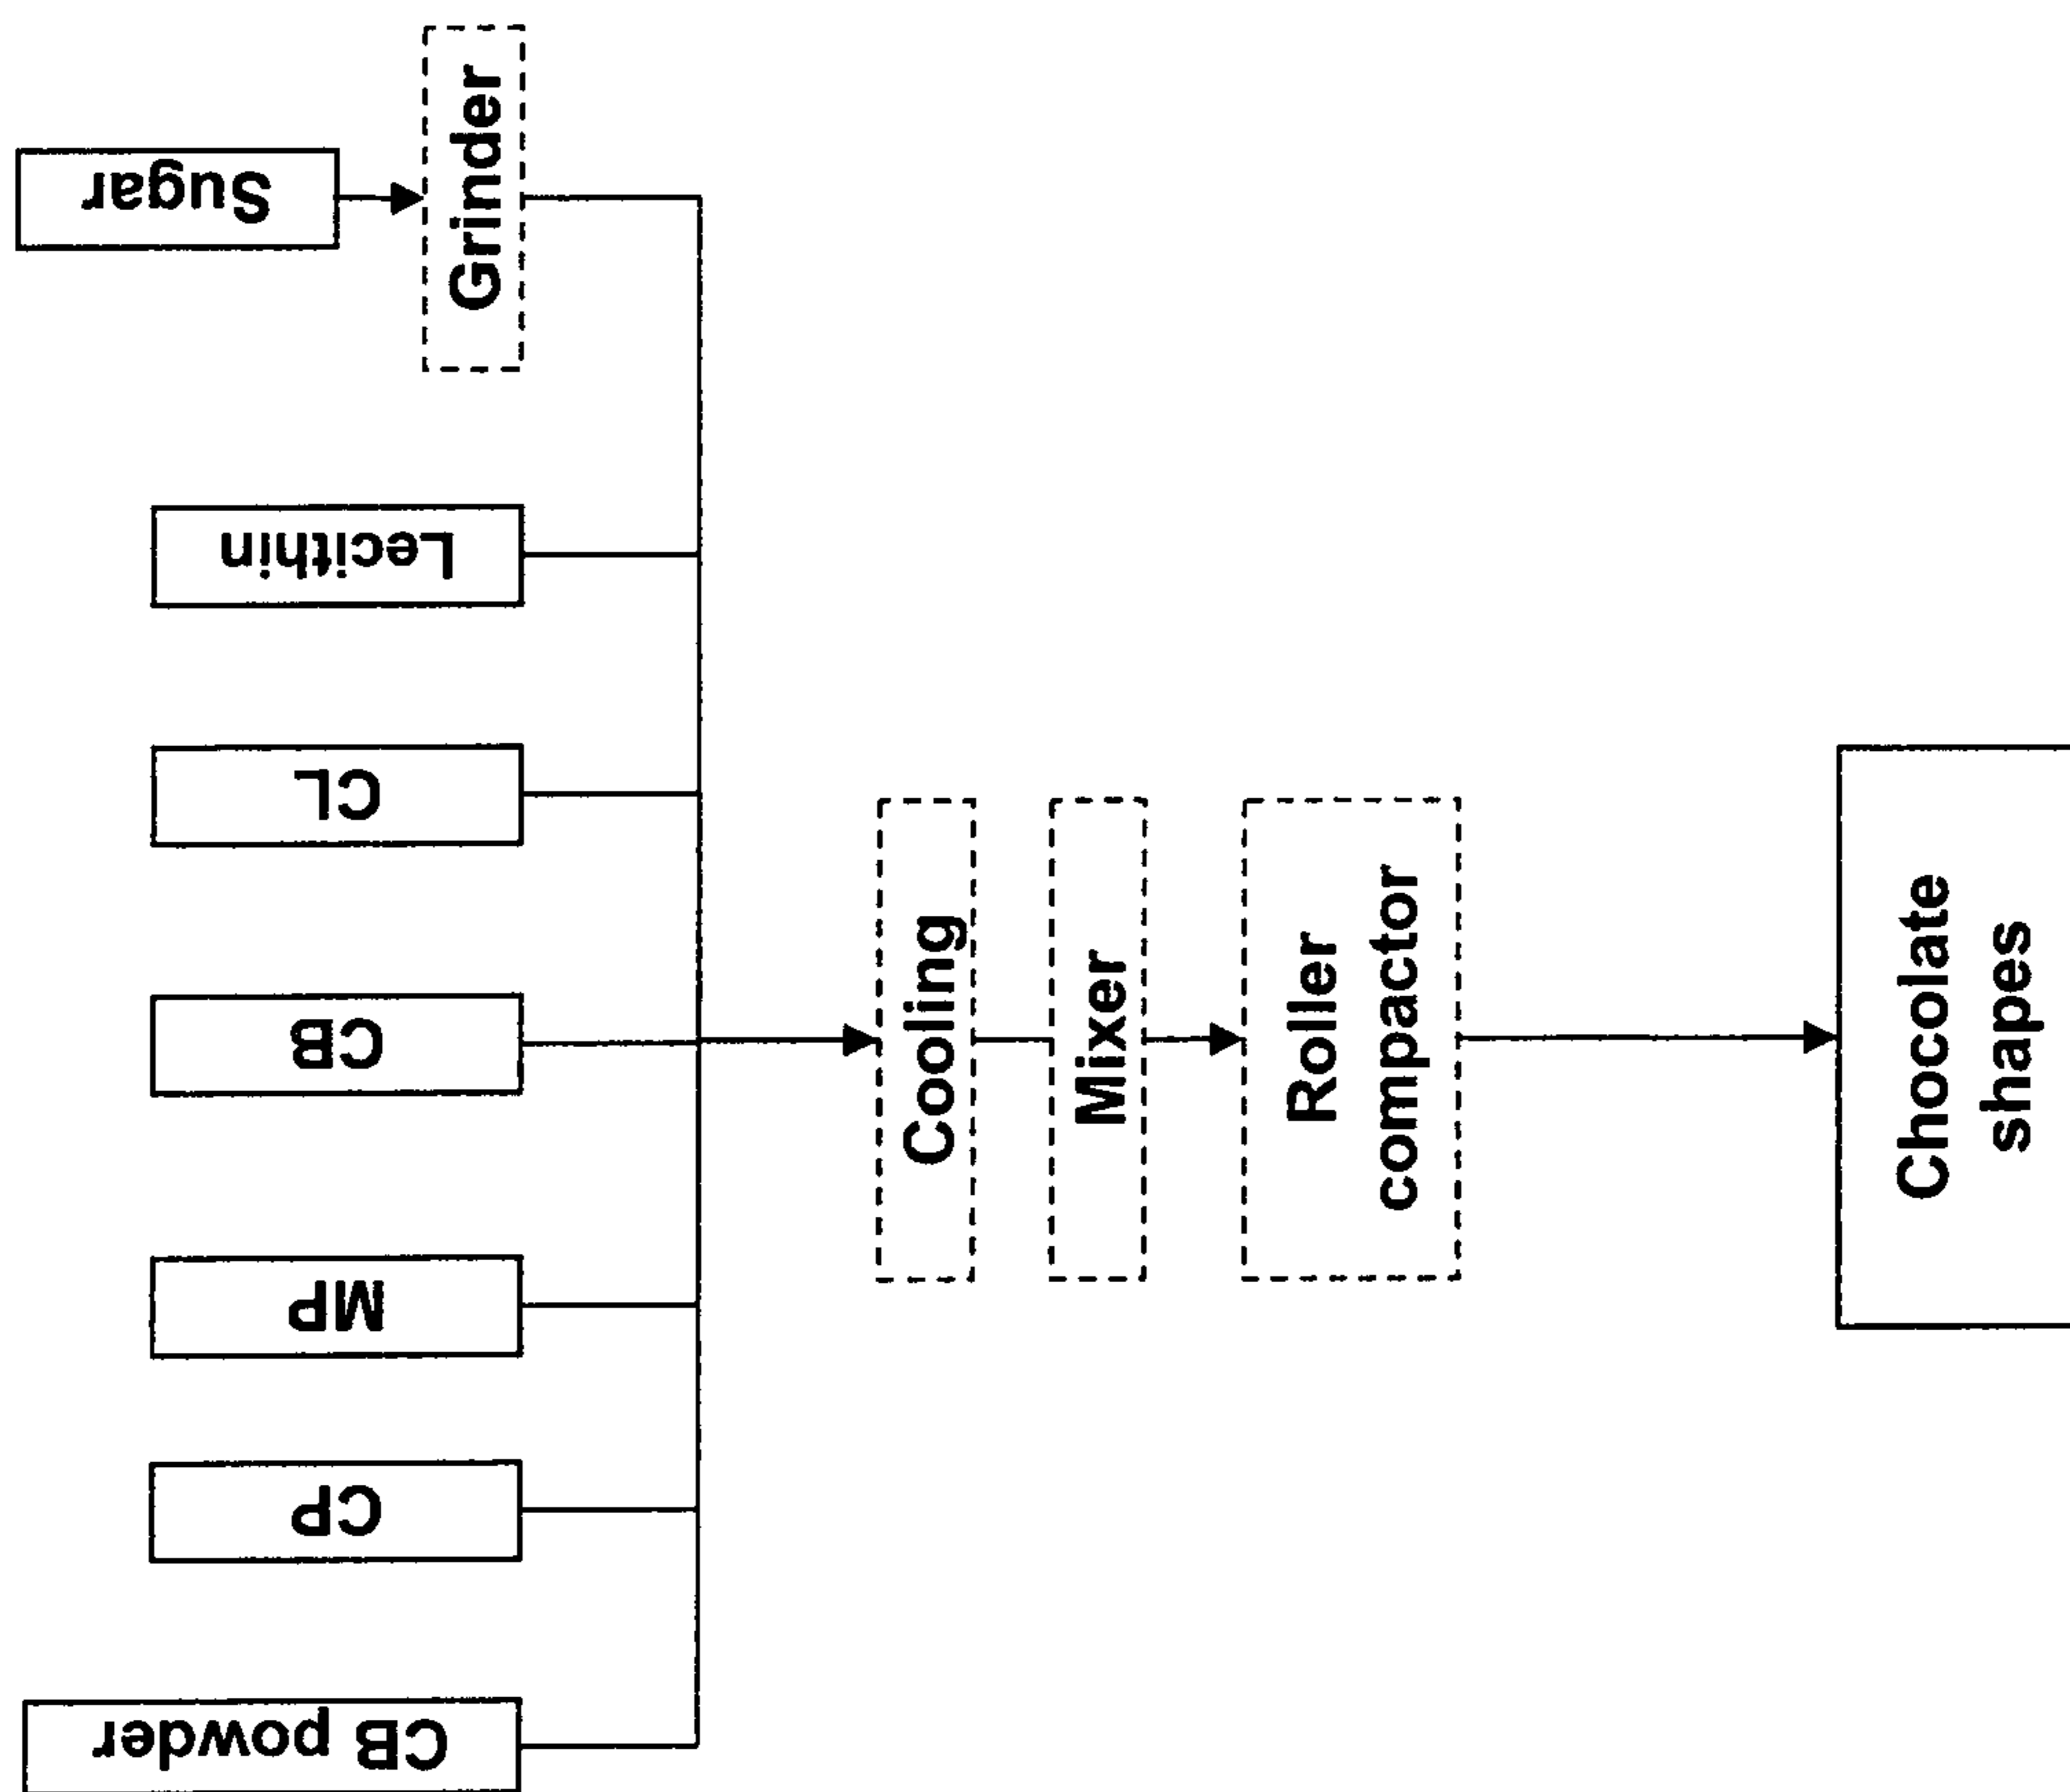 Sugar
Grinder
Lecithin
CL
CB
MP
CP
CB powder
Cooling
Mixer
Roller
compactor
Chocolate
shapes